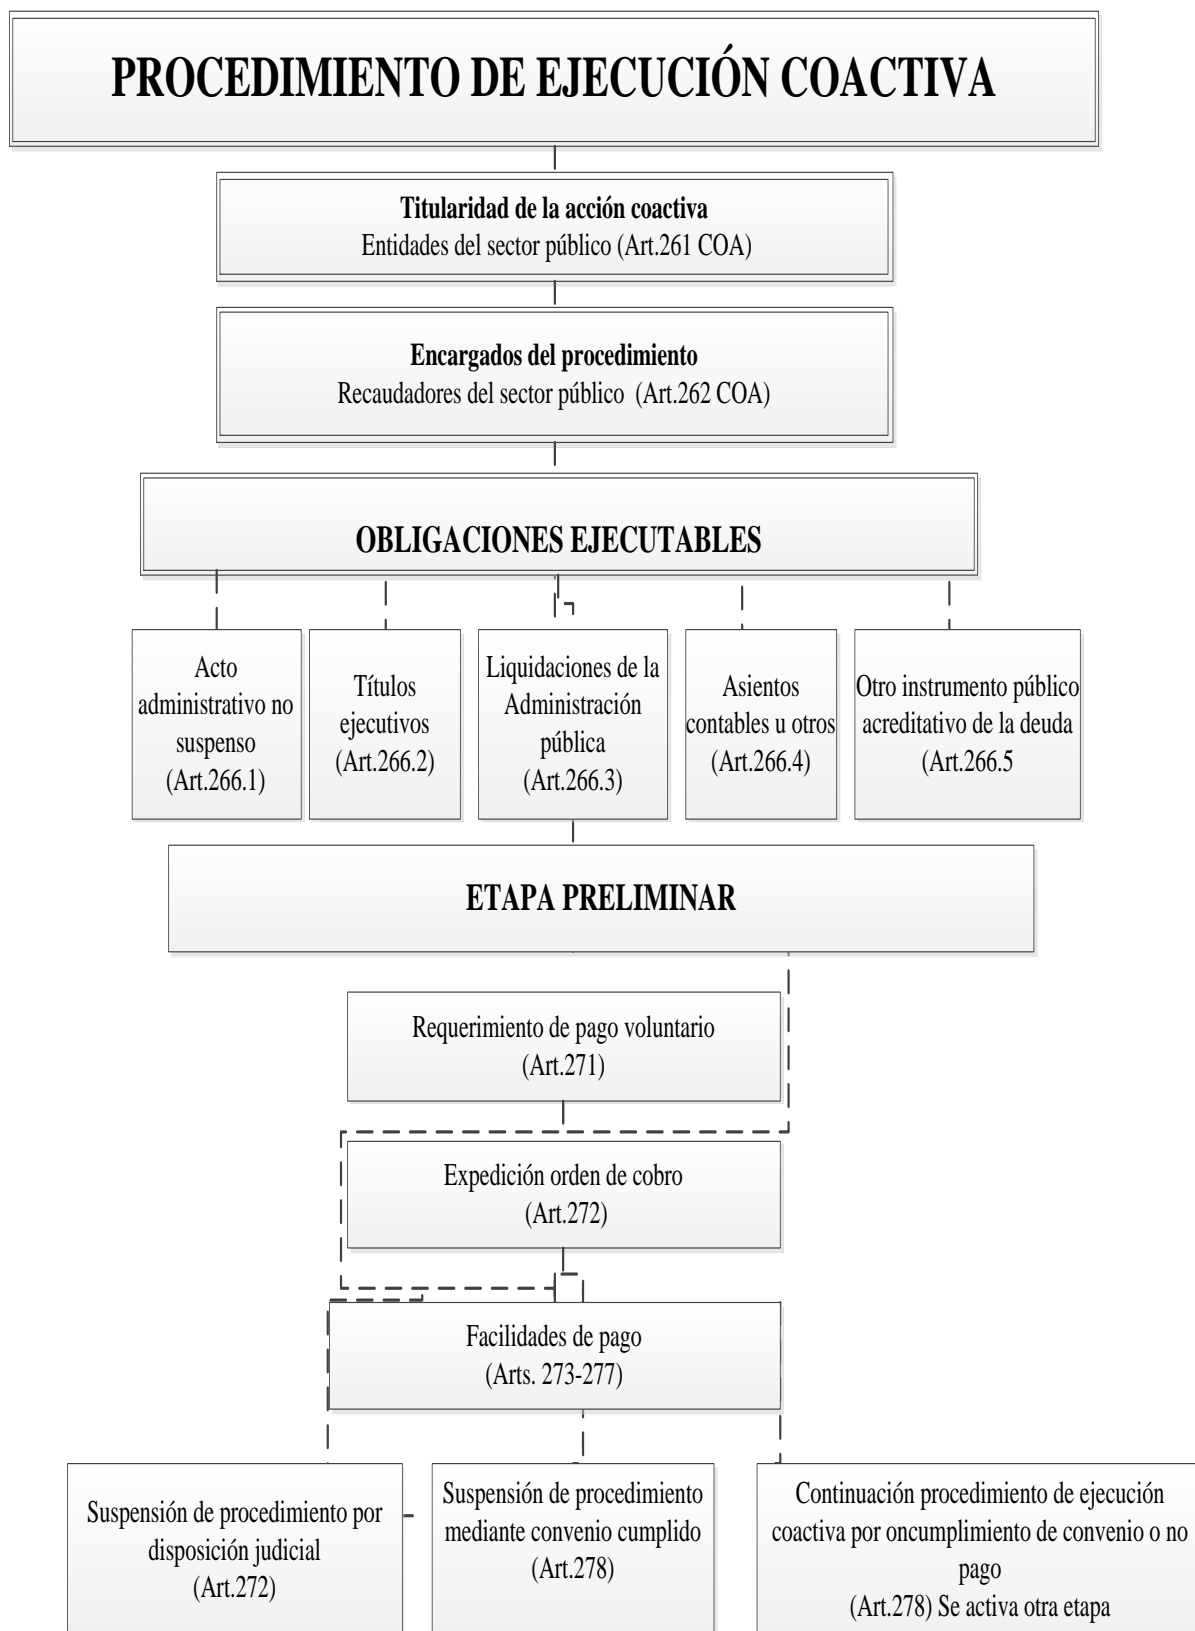 PROCEDIMIENTO DE EJECUCIÓN COACTIVA
Titularidad de la acción coactiva
Entidades del sector público (Art.261 COA)
Encargados del procedimiento
Recaudadores del sector público (Art.262 COA)
OBLIGACIONES EJECUTABLES
Acto
administrativo no
suspenso
(Art.266.1)
Títulos
ejecutivos
(Art.266.2)
Liquidaciones de la
Administración
pública
(Art.266.3)
Asientos
contables u otros
(Art.266.4)
Otro instrumento público
acreditativo de la deuda
(Art.266.5
ETAPA PRELIMINAR
Requerimiento de pago voluntario
(Art.271)
Expedición orden de cobro
(Art.272)
Facilidades de pago
(Arts. 273-277)
Suspensión de procedimiento por
disposición judicial
(Art.272)
Suspensión de procedimiento
mediante convenio cumplido
(Art.278)
Continuación procedimiento de ejecución
coactiva por oncumplimiento de convenio o no
pago
(Art.278) Se activa otra etapa